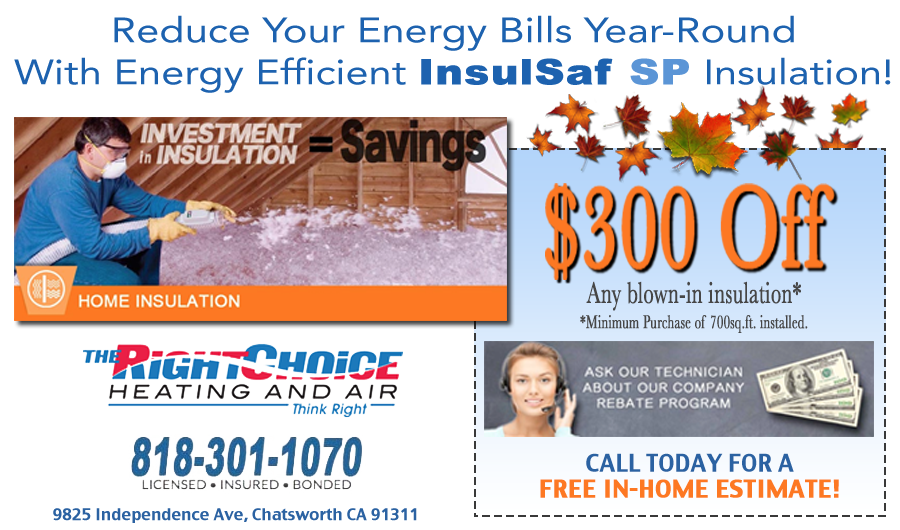 Reduce Your Energy Bills Year-Round
With Energy Efficient InsulSaf SP Insulation!
INVESTMENT
in INSULATION = Savings
HOME INSULATION
$300 Off
Any blown-in insulation*
*Minimum Purchase of 700sq.ft. installed.
ASK OUR TECHNICIAN
ABOUT OUR COMPANY
REBATE PROGRAM
CALL TODAY FOR A
FREE IN-HOME ESTIMATE!
THE RIGHT CHOICE
HEATING AND AIR
Think Right
818-301-1070
LICENSED • INSURED • BONDED
9825 Independence Ave, Chatsworth CA 91311